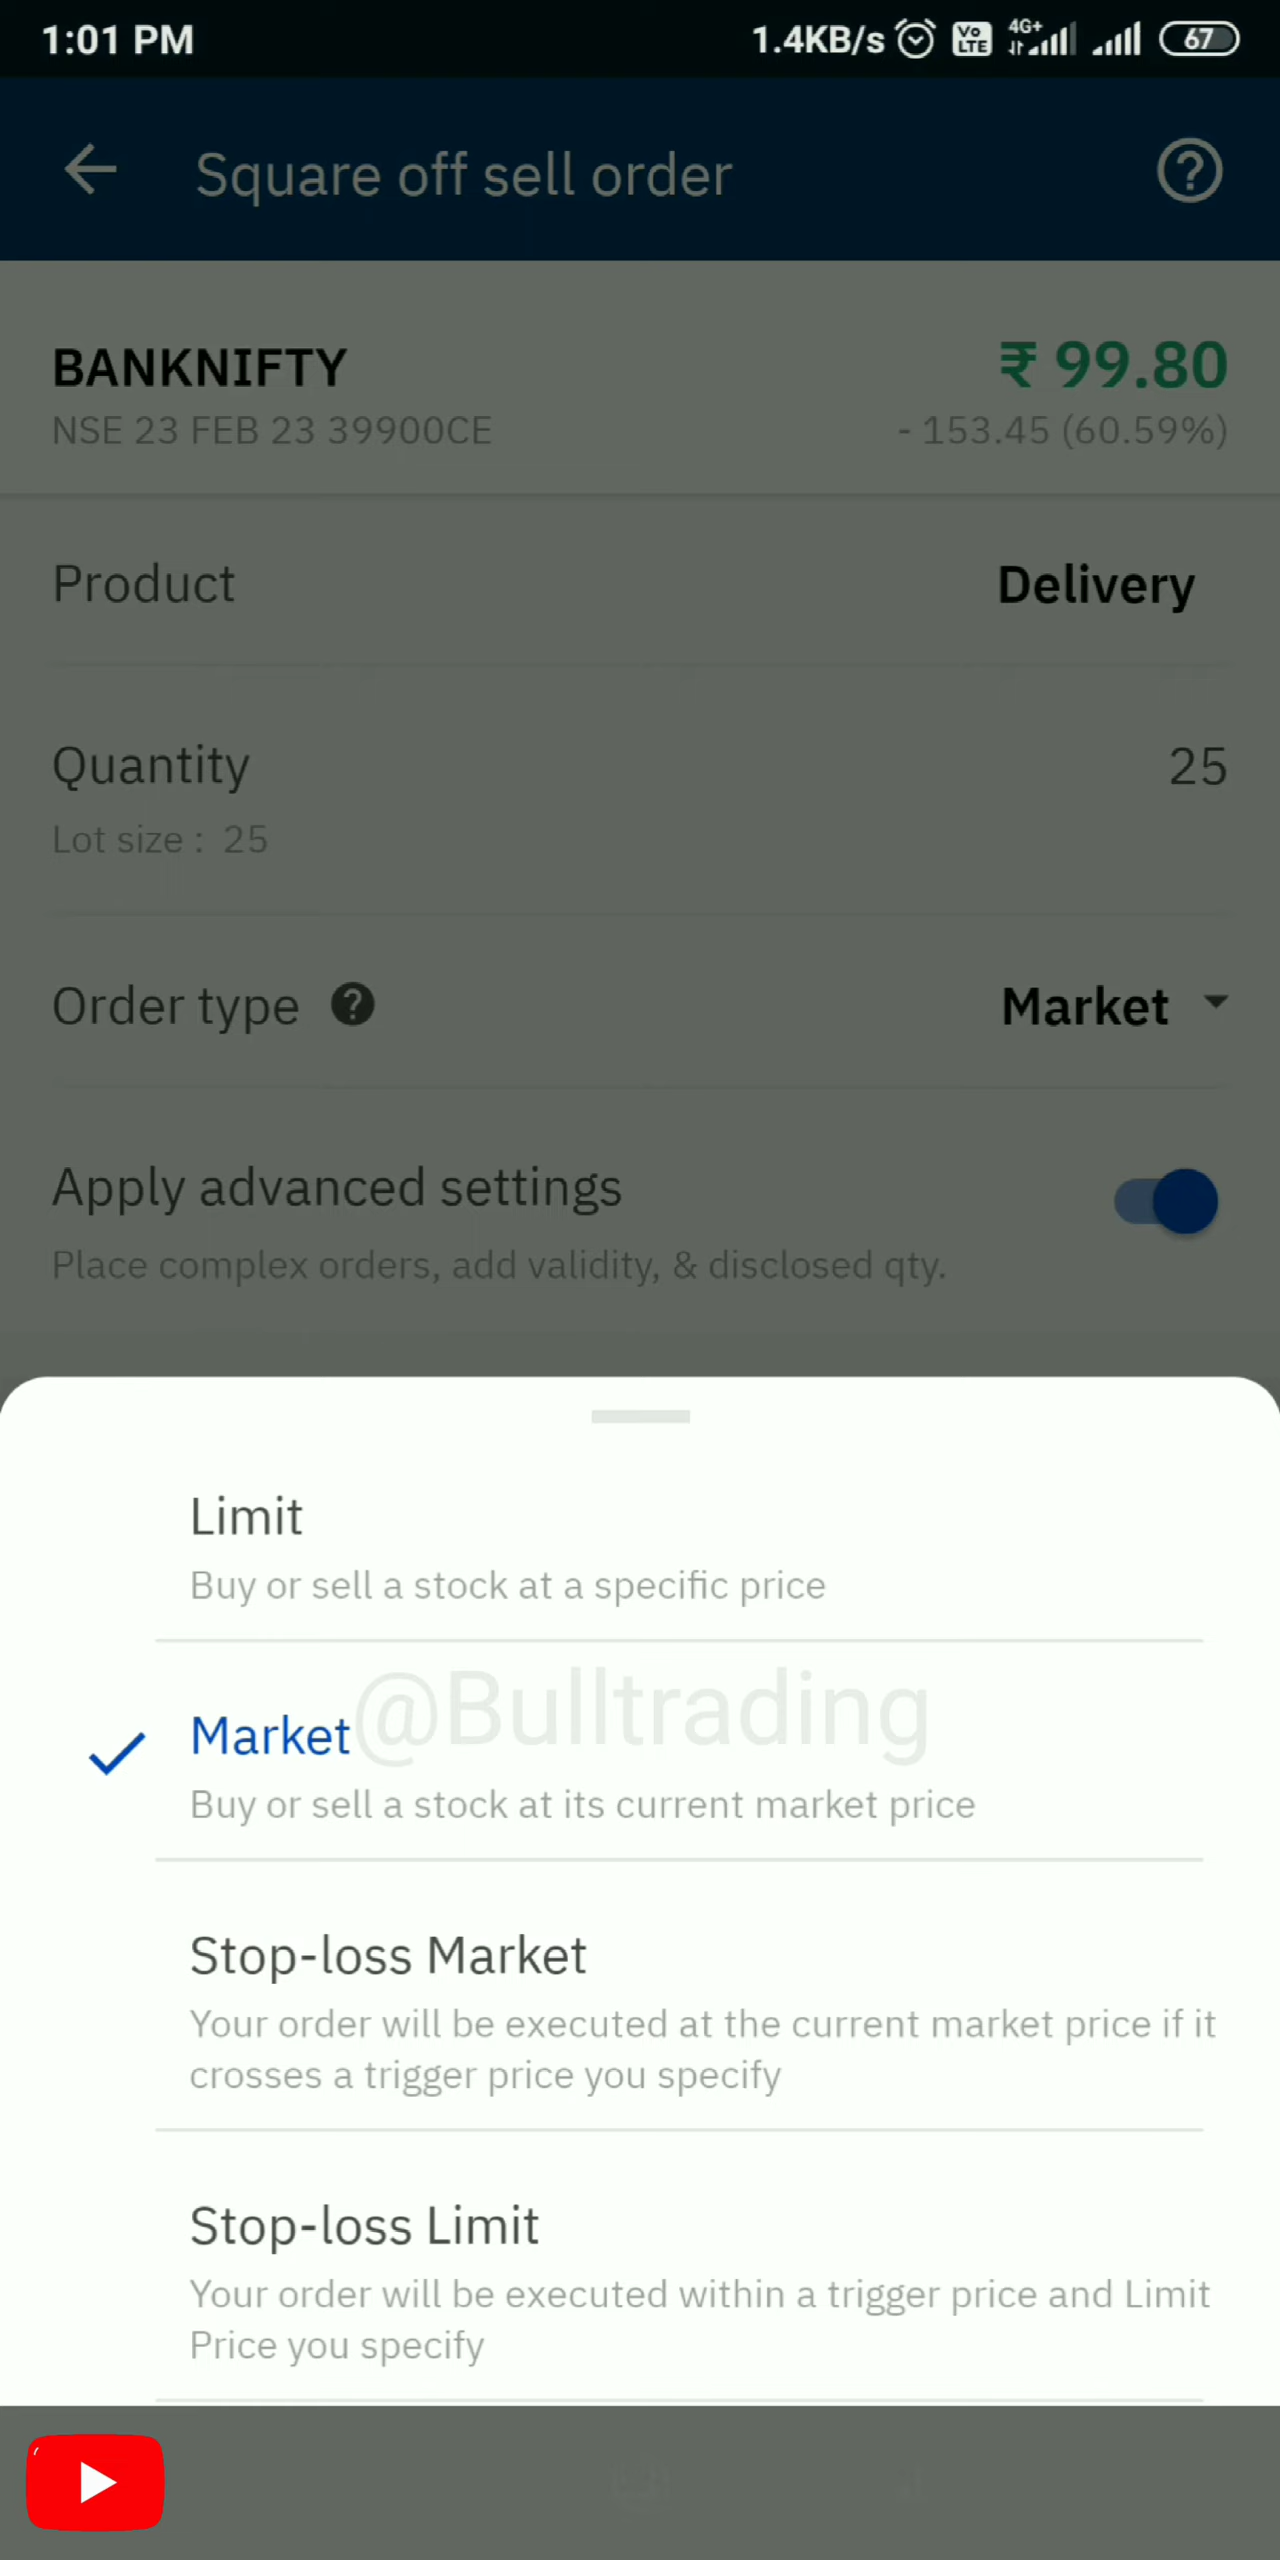 1:01 PM
1.4KB/s
Vo LTE
4G+
67
Square off sell order
BANKNIFTY
₹ 99.80
NSE 23 FEB 23 39900CE
- 153.45 (60.59%)
Product
Delivery
Quantity
25
Lot size : 25
Order type
Market
Apply advanced settings
Place complex orders, add validity, & disclosed qty.
Limit
Buy or sell a stock at a specific price
@Bulltrading
Market
Buy or sell a stock at its current market price
Stop-loss Market
Your order will be executed at the current market price if it
crosses a trigger price you specify
Stop-loss Limit
Your order will be executed within a trigger price and Limit
Price you specify